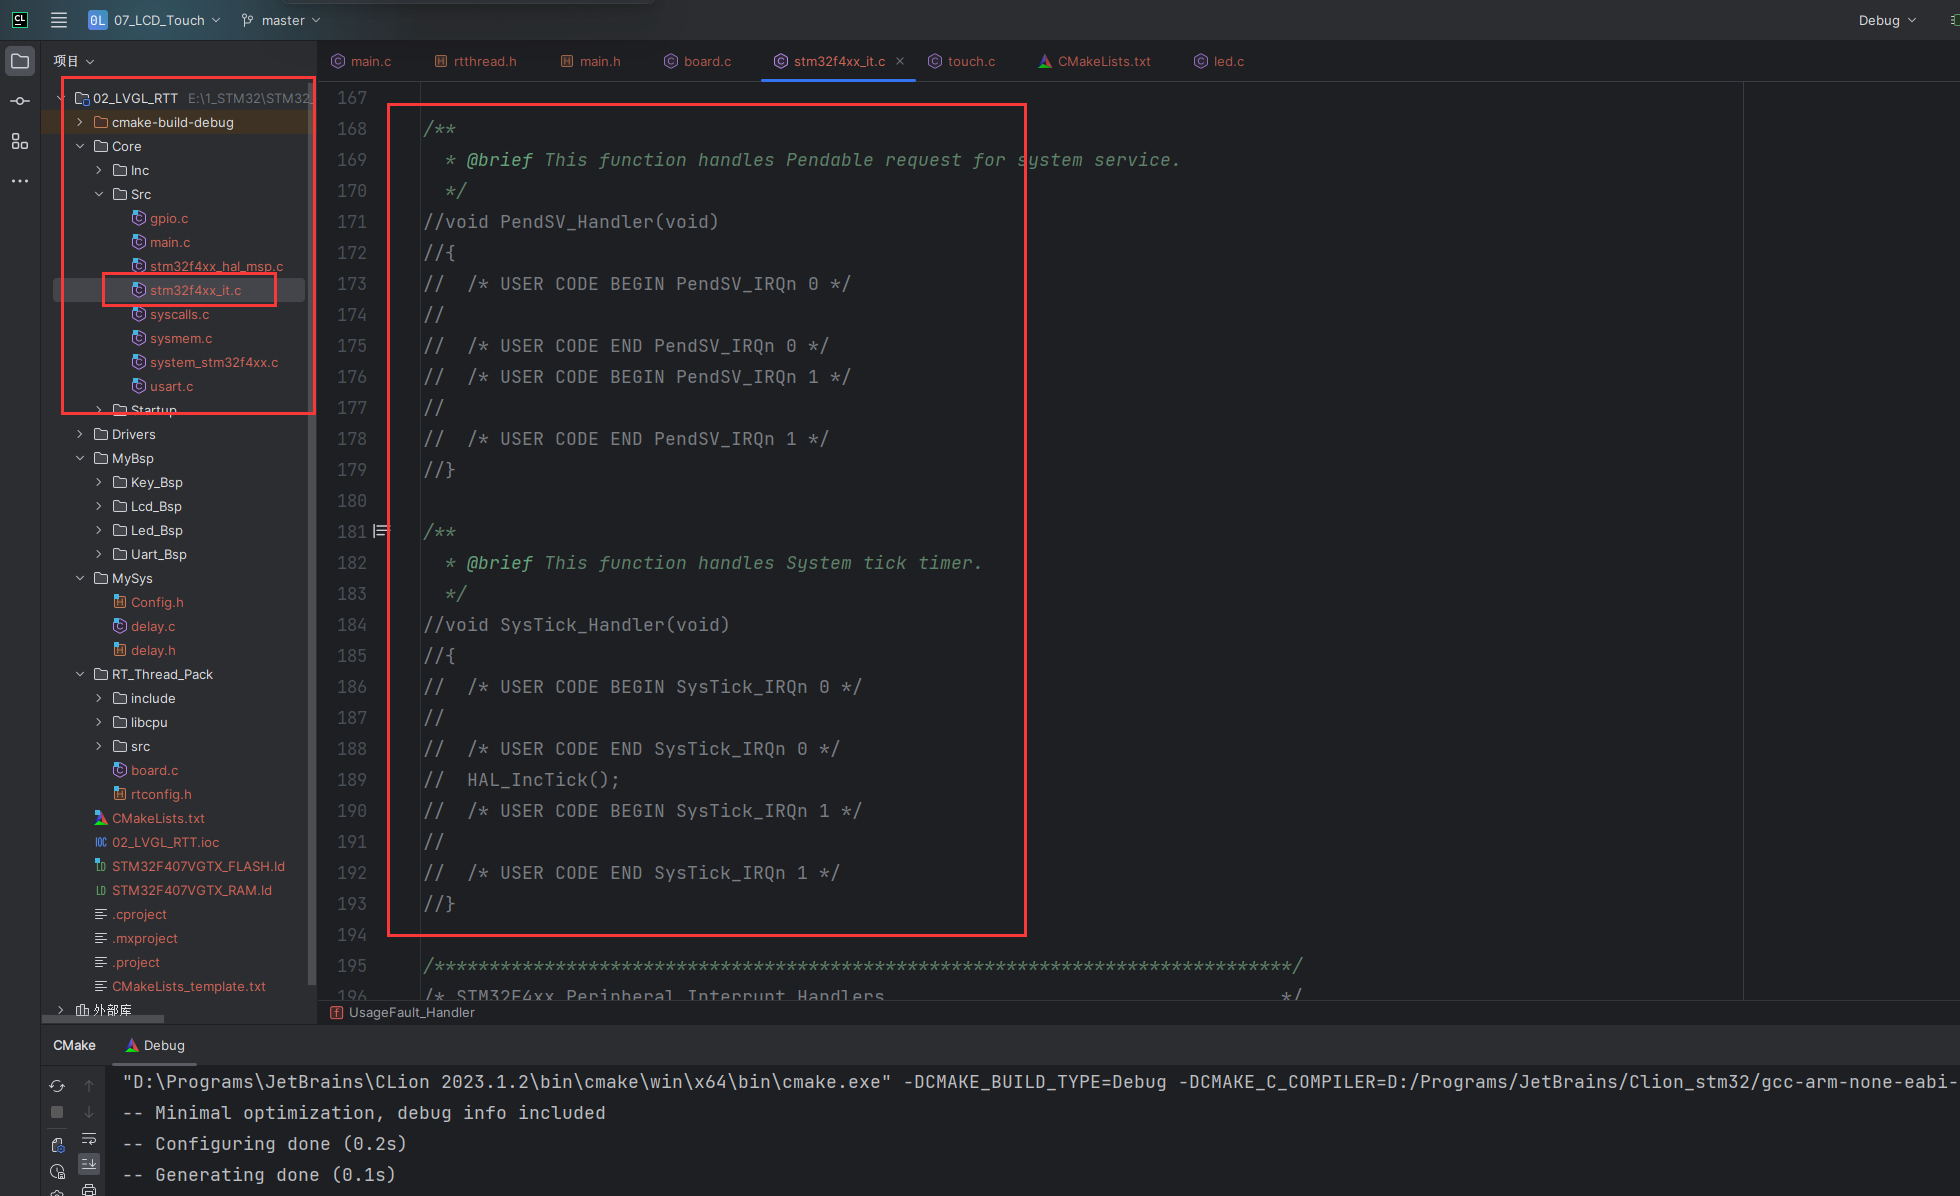 CL
0L 07_LCD_Touch master Debug
项目
02_LVGL_RTT E:\1_STM32\STM32_
cmake-build-debug
Core
Inc
Src
gpio.c
main.c
stm32f4xx_hal_msp.c
stm32f4xx_it.c
syscalls.c
sysmem.c
system_stm32f4xx.c
usart.c
Startup
Drivers
MyBsp
Key_Bsp
Lcd_Bsp
Led_Bsp
Uart_Bsp
MySys
Config.h
delay.c
delay.h
RT_Thread_Pack
include
libcpu
src
board.c
rtconfig.h
CMakeLists.txt
IOC 02_LVGL_RTT.ioc
LD STM32F407VGTX_FLASH.ld
LD STM32F407VGTX_RAM.ld
.cproject
.mxproject
.project
CMakeLists_template.txt
外部库
main.c rtthread.h main.h board.c stm32f4xx_it.c touch.c CMakeLists.txt led.c
167
168 /**
169 * @brief This function handles Pendable request for system service.
170 */
171 //void PendSV_Handler(void)
172 //{
173 // /* USER CODE BEGIN PendSV_IRQn 0 */
174 //
175 // /* USER CODE END PendSV_IRQn 0 */
176 // /* USER CODE BEGIN PendSV_IRQn 1 */
177 //
178 // /* USER CODE END PendSV_IRQn 1 */
179 //}
180
181 /**
182 * @brief This function handles System tick timer.
183 */
184 //void SysTick_Handler(void)
185 //{
186 // /* USER CODE BEGIN SysTick_IRQn 0 */
187 //
188 // /* USER CODE END SysTick_IRQn 0 */
189 // HAL_IncTick();
190 // /* USER CODE BEGIN SysTick_IRQn 1 */
191 //
192 // /* USER CODE END SysTick_IRQn 1 */
193 //}
194
195 /******************************************************************************/
196 /* STM32F4xx Peripheral Interrupt Handlers */
f UsageFault_Handler
CMake Debug
"D:\Programs\JetBrains\CLion 2023.1.2\bin\cmake\win\x64\bin\cmake.exe" -DCMAKE_BUILD_TYPE=Debug -DCMAKE_C_COMPILER=D:/Programs/JetBrains/Clion_stm32/gcc-arm-none-eabi-
-- Minimal optimization, debug info included
-- Configuring done (0.2s)
-- Generating done (0.1s)